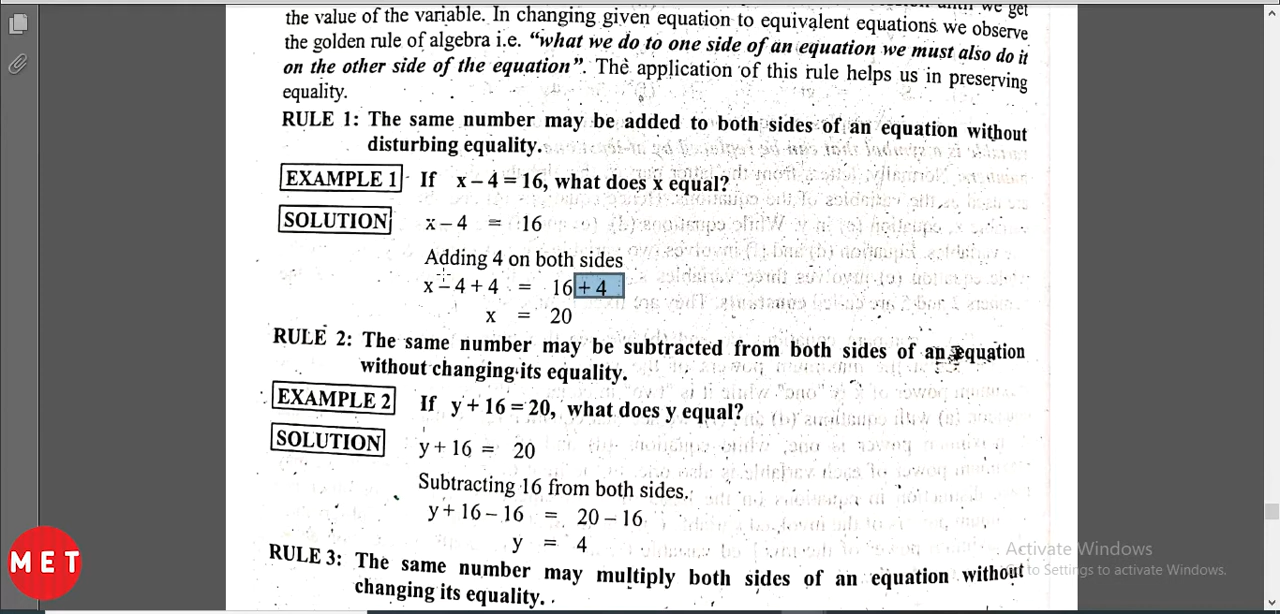 the value of the variable. In changing given equation to equivalent equations we observe
the golden rule of algebra i.e. “what we do to one side of an equation we must also do it
on the other side of the equation”. The application of this rule helps us in preserving
equality.
RULE 1: The same number may be added to both sides of an equation without
disturbing equality.
EXAMPLE 1 If x – 4 = 16, what does x equal?
SOLUTION x – 4 = 16
Adding 4 on both sides
x – 4 + 4 = 16 + 4
x = 20
RULE 2: The same number may be subtracted from both sides of an equation
without changing its equality.
EXAMPLE 2 If y + 16 = 20, what does y equal?
SOLUTION y + 16 = 20
Subtracting 16 from both sides.
y + 16 – 16 = 20 – 16
y = 4
RULE 3: The same number may multiply both sides of an equation without
changing its equality.
MET
Activate Windows
to Settings to activate Windows.